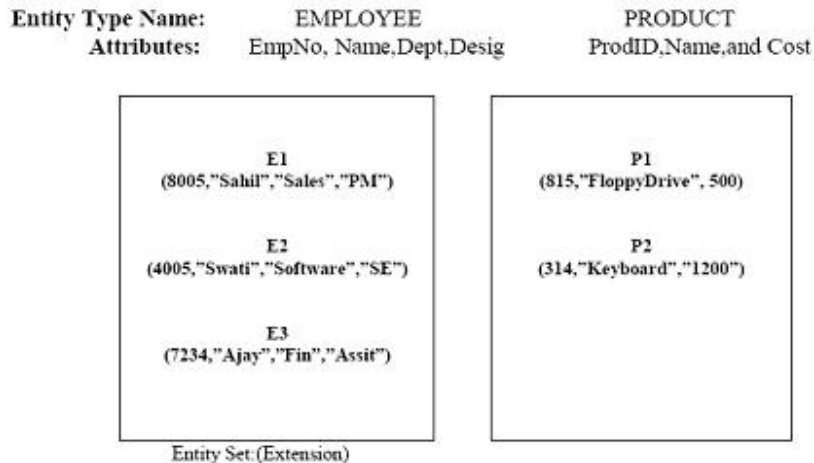 Entity Type Name: EMPLOYEE PRODUCT
Attributes: EmpNo, Name,Dept,Desig ProdID,Name,and Cost
E1
(8005,"Sahil","Sales","PM")
E2
(4005,"Swati","Software","SE")
E3
(7234,"Ajay","Fin","Assit")
P1
(815,"FloppyDrive", 500)
P2
(314,"Keyboard","1200")
Entity Set:(Extension)